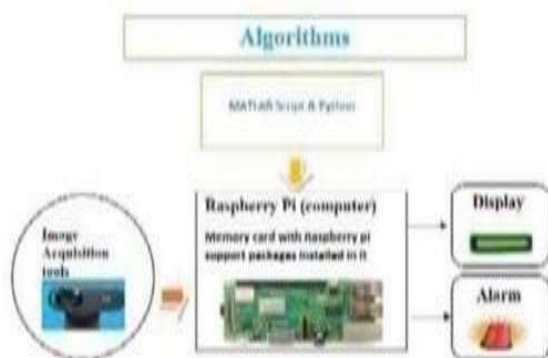 Algorithms
MATLAB Script & Python
Raspberry Pi (computer)
Memory card with Raspberry pi
support packages installed in it
Image
Acquisition
tools
Display
Alarm